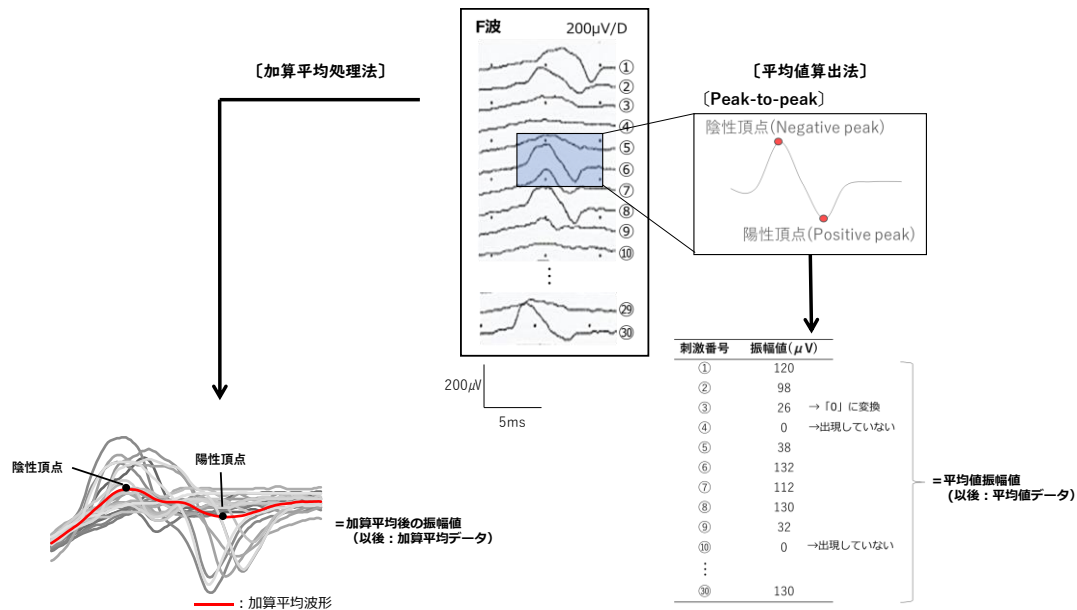 F波 200μV/D
①
②
③
④
⑤
⑥
⑦
⑧
⑨
⑩
⋮
㉙
㉚
200μV
5ms
〔加算平均処理法〕
陰性頂点
陽性頂点
=加算平均後の振幅値
(以後:加算平均データ)
:加算平均波形
〔平均値算出法〕
〔Peak-to-peak〕
陰性頂点(Negative peak)
陽性頂点(Positive peak)
刺激番号 振幅値(μV)
① 120
② 98
③ 26 →「0」に変換
④ 0 →出現していない
⑤ 38
⑥ 132
⑦ 112
⑧ 130
⑨ 32
⑩ 0 →出現していない
⋮
㉚ 130
=平均値振幅値
(以後:平均値データ)